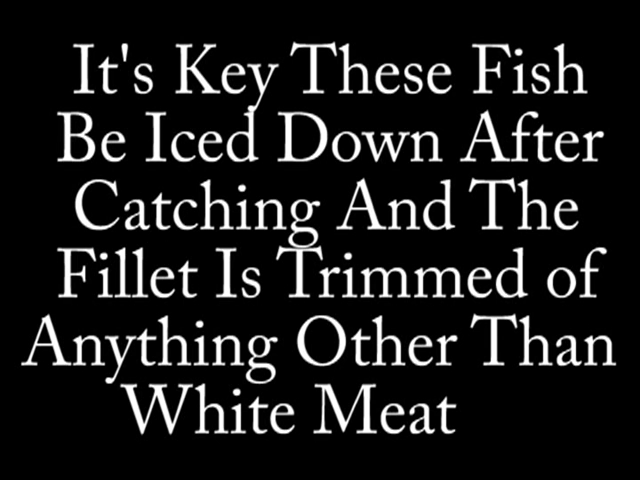 It's Key These Fish
Be Iced Down After
Catching And The
Fillet Is Trimmed of
Anything Other Than
White Meat